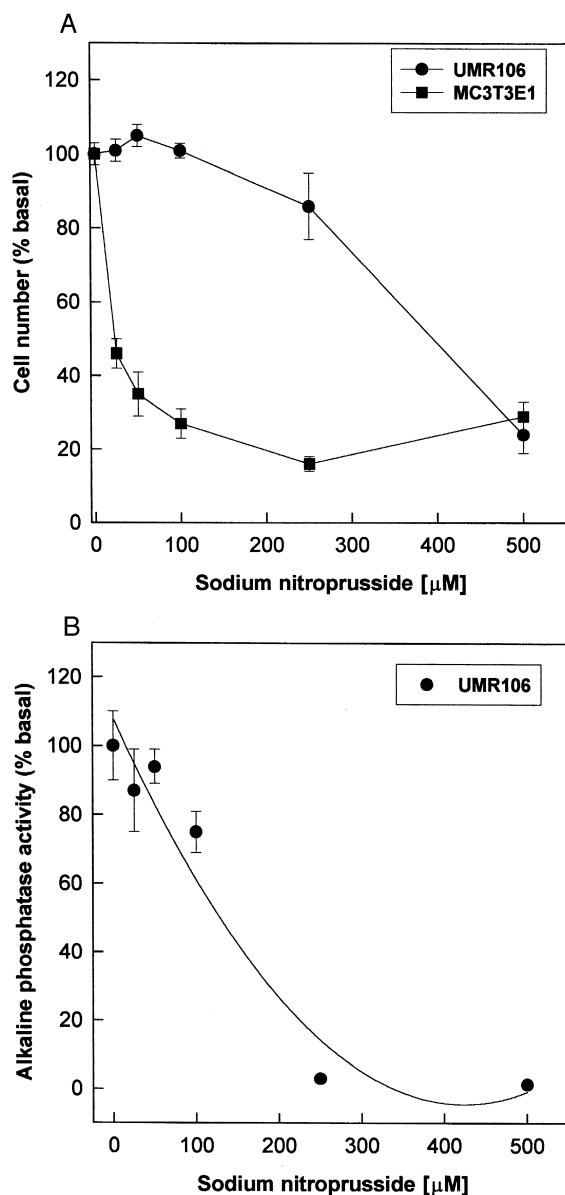 A
UMR106
MC3T3E1
120
100
80
60
40
20
0
Cell number (% basal)
0 100 200 300 400 500
Sodium nitroprusside [μM]
B
UMR106
120
100
80
60
40
20
0
Alkaline phosphatase activity (% basal)
0 100 200 300 400 500
Sodium nitroprusside [μM]